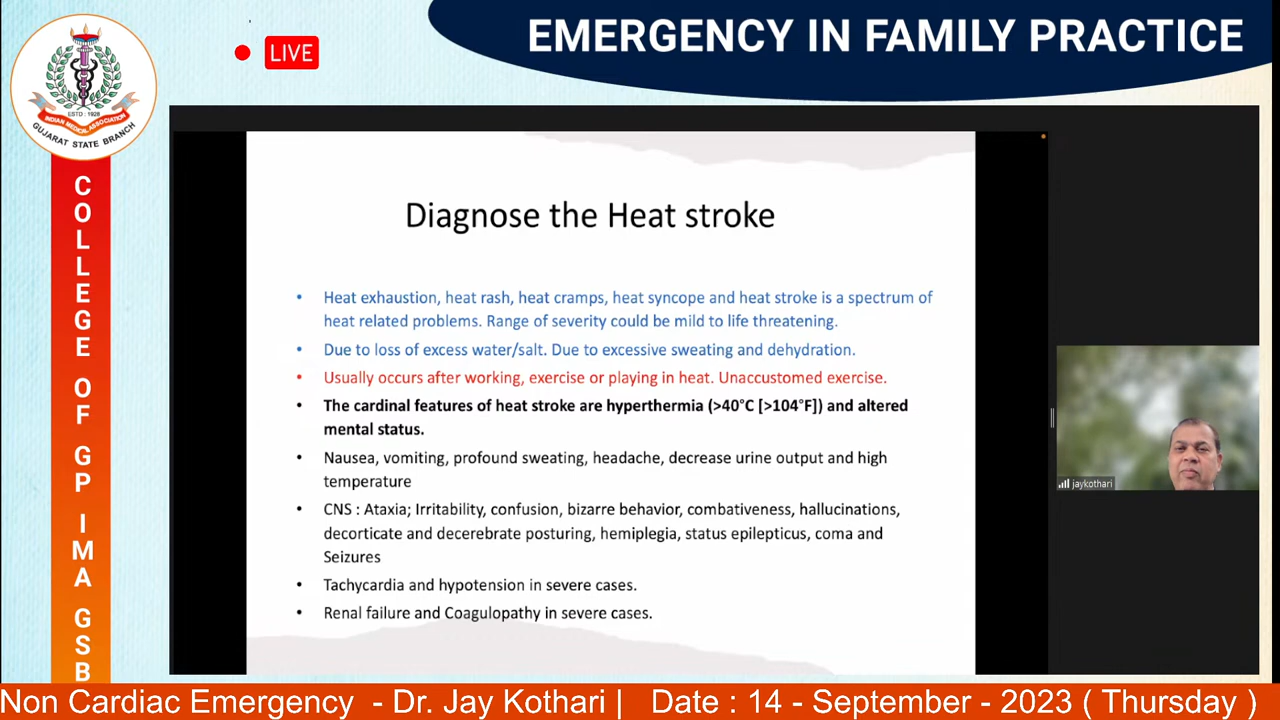 EMERGENCY IN FAMILY PRACTICE
LIVE
ESTD : 1928
INDIAN MEDICAL ASSOCIATION
GUJARAT STATE BRANCH
COLLEGE OF GP IMA GSB
Diagnose the Heat stroke
• Heat exhaustion, heat rash, heat cramps, heat syncope and heat stroke is a spectrum of
heat related problems. Range of severity could be mild to life threatening.
• Due to loss of excess water/salt. Due to excessive sweating and dehydration.
• Usually occurs after working, exercise or playing in heat. Unaccustomed exercise.
• The cardinal features of heat stroke are hyperthermia (>40°C [>104°F]) and altered
mental status.
• Nausea, vomiting, profound sweating, headache, decrease urine output and high
temperature
• CNS : Ataxia; Irritability, confusion, bizarre behavior, combativeness, hallucinations,
decorticate and decerebrate posturing, hemiplegia, status epilepticus, coma and
Seizures
• Tachycardia and hypotension in severe cases.
• Renal failure and Coagulopathy in severe cases.
jaykothari
Non Cardiac Emergency - Dr. Jay Kothari | Date : 14 - September - 2023 ( Thursday )